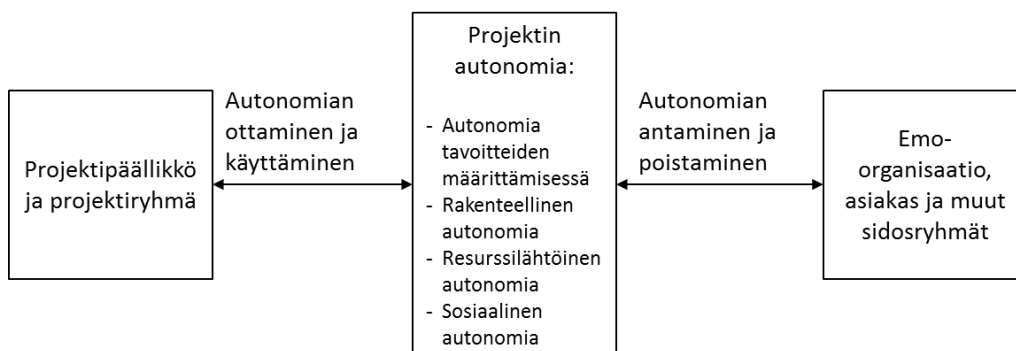 Projektipäällikkö
ja projektiryhmä
Autonomian
ottaminen ja
käyttäminen
Projektin
autonomia:
- Autonomia
tavoitteiden
määrittämisessä
- Rakenteellinen
autonomia
- Resurssilähtöinen
autonomia
- Sosiaalinen
autonomia
Autonomian
antaminen ja
poistaminen
Emo-
organisaatio,
asiakas ja muut
sidosryhmät